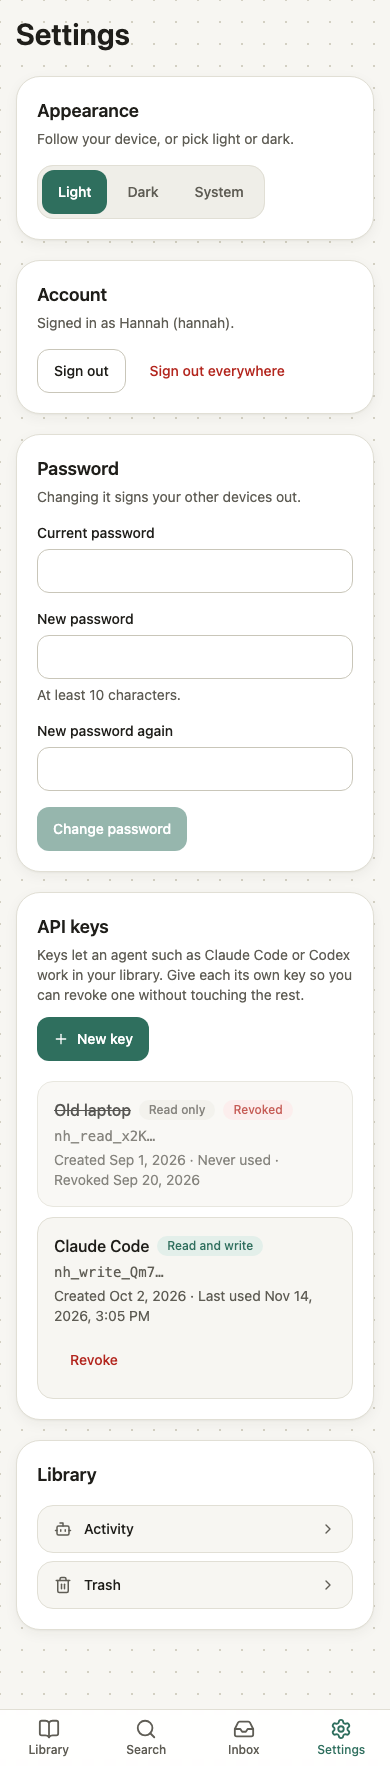 Settings
Appearance
Follow your device, or pick light or dark.
Light Dark System
Account
Signed in as Hannah (hannah).
Sign out Sign out everywhere
Password
Changing it signs your other devices out.
Current password
New password
At least 10 characters.
New password again
Change password
API keys
Keys let an agent such as Claude Code or Codex
work in your library. Give each its own key so you
can revoke one without touching the rest.
+ New key
Old laptop Read only Revoked
nh_read_x2K…
Created Sep 1, 2026 · Never used ·
Revoked Sep 20, 2026
Claude Code Read and write
nh_write_Qm7…
Created Oct 2, 2026 · Last used Nov 14,
2026, 3:05 PM
Revoke
Library
Activity
Trash
Library Search Inbox Settings